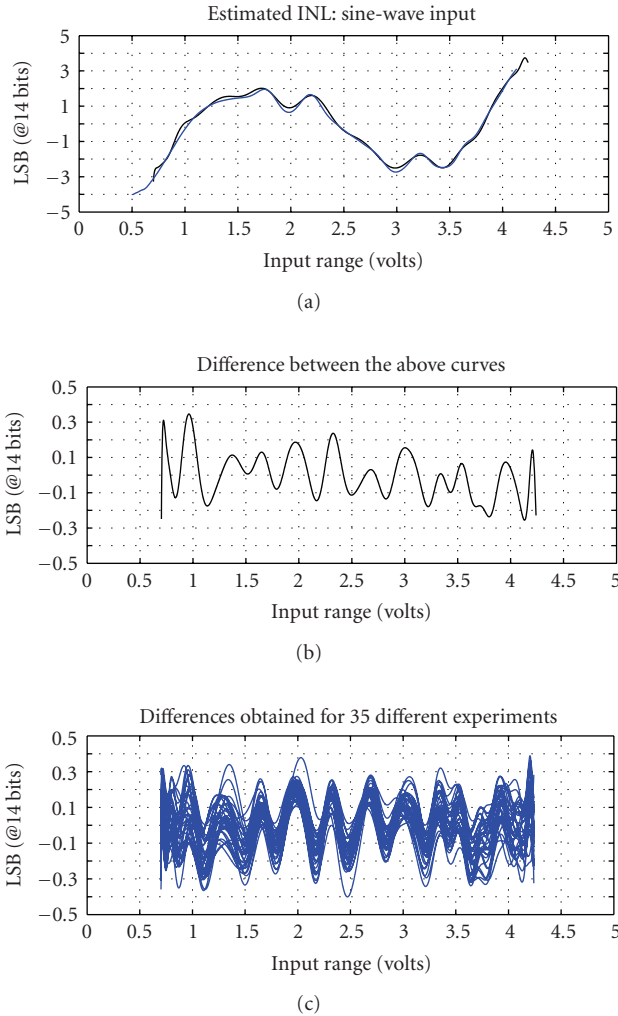 Estimated INL: sine-wave input
LSB (@14 bits)
5
3
1
−1
−3
−5
0 0.5 1 1.5 2 2.5 3 3.5 4 4.5 5
Input range (volts)
(a)
Difference between the above curves
LSB (@14 bits)
0.5
0.3
0.1
−0.1
−0.3
−0.5
0 0.5 1 1.5 2 2.5 3 3.5 4 4.5 5
Input range (volts)
(b)
Differences obtained for 35 different experiments
LSB (@14 bits)
0.5
0.3
0.1
−0.1
−0.3
−0.5
0 0.5 1 1.5 2 2.5 3 3.5 4 4.5 5
Input range (volts)
(c)